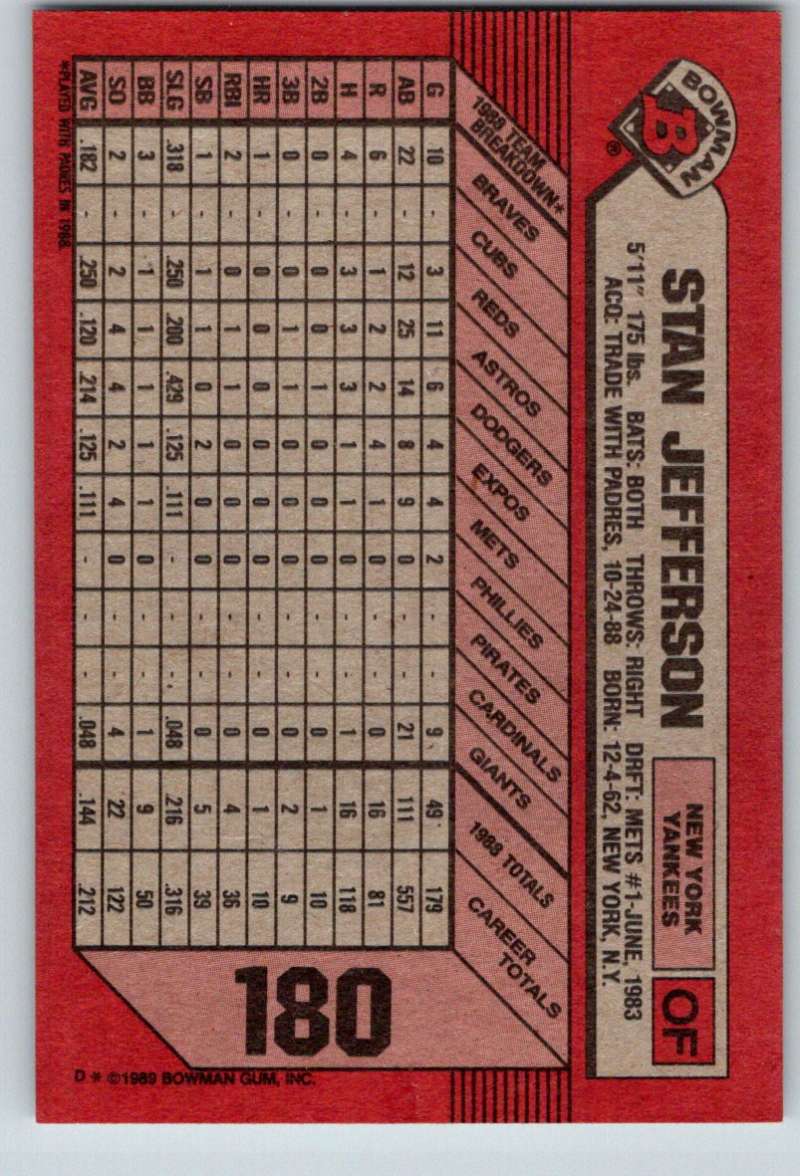 BOWMAN
B
®
STAN JEFFERSON
NEW YORK
YANKEES
OF
5'11" 175 lbs. BATS: BOTH THROWS: RIGHT DRFT: METS #1-JUNE, 1983
ACQ: TRADE WITH PADRES, 10-24-88 BORN: 12-4-62, NEW YORK, N.Y.
1988 TEAM BREAKDOWN* BRAVES CUBS REDS ASTROS DODGERS EXPOS METS PHILLIES PIRATES CARDINALS GIANTS 1988 TOTALS CAREER TOTALS
G 10 - 3 11 6 4 4 2 - - 9 49 179
AB 22 - 12 25 14 8 9 0 - - 21 111 557
R 6 - 1 2 2 4 1 0 - - 0 16 81
H 4 - 3 3 3 1 1 0 - - 1 16 118
2B 0 - 0 0 1 0 0 0 - - 0 1 10
3B 0 - 0 1 1 0 0 0 - - 0 2 9
HR 1 - 0 0 0 0 0 0 - - 0 1 10
RBI 2 - 0 1 1 0 0 0 - - 0 4 36
SB 1 - 1 1 0 2 0 0 - - 0 5 39
SLG .318 - .250 .200 .429 .125 .111 - - - .048 .216 .316
BB 3 - 1 1 1 1 1 0 - - 1 9 50
SO 2 - 2 4 4 2 4 0 - - 4 22 122
AVG .182 - .250 .120 .214 .125 .111 - - - .048 .144 .212
180
*PLAYED WITH PADRES IN 1988.
D * ©1989 BOWMAN GUM, INC.